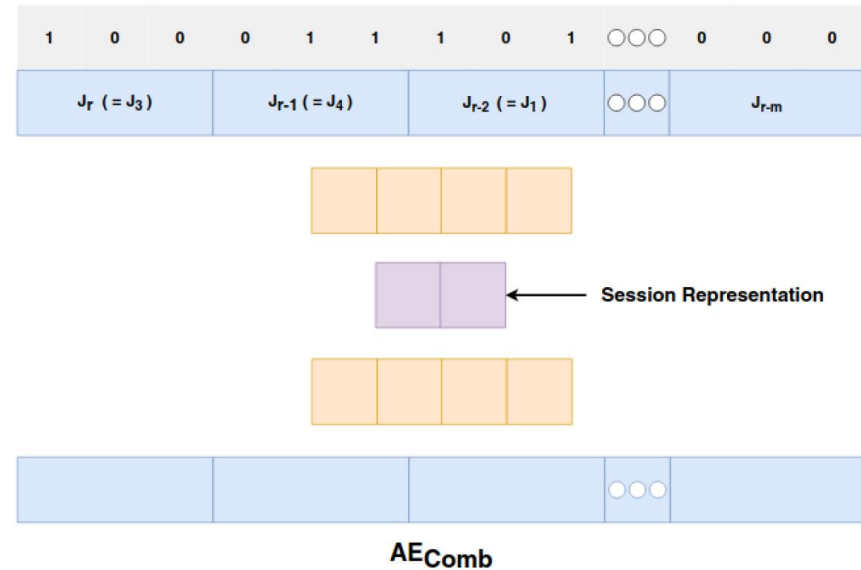 1 0 0 0 1 1 1 0 1 0 0 0
Jr ( = J3 ) Jr-1 ( = J4 ) Jr-2 ( = J1 ) Jr-m
Session Representation
AEComb